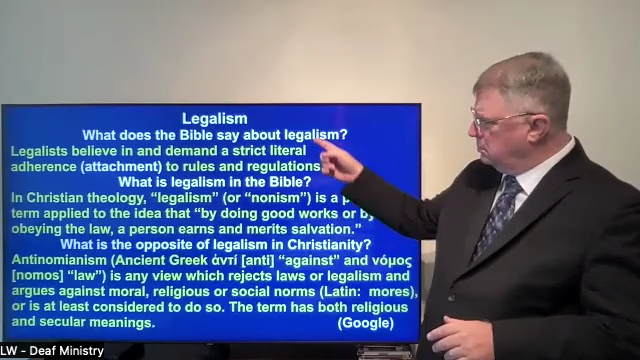 Legalism
What does the Bible say about legalism?
Legalists believe in and demand a strict literal
adherence (attachment) to rules and regulations
What is legalism in the Bible?
In Christian theology, “legalism” (or “nonism”) is a
term applied to the idea that “by doing good works or by
obeying the law, a person earns and merits salvation.”
What is the opposite of legalism in Christianity?
Antinomianism (Ancient Greek ἀντί [anti] “against” and νόμος
[nomos] “law”) is any view which rejects laws or legalism and
argues against moral, religious or social norms (Latin: mores),
or is at least considered to do so. The term has both religious
and secular meanings. (Google)
LW - Deaf Ministry